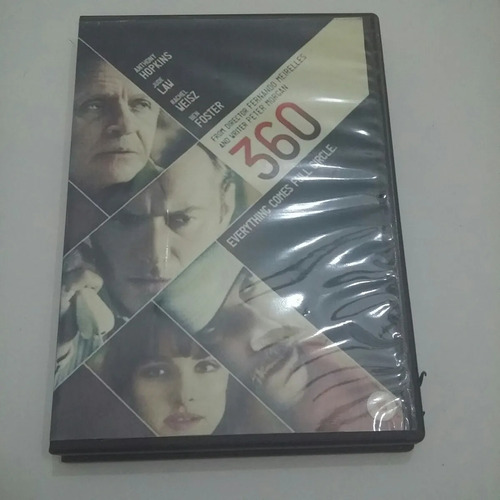 ANTHONY
HOPKINS
JUDE
LAW
RACHEL
WEISZ
BEN
FOSTER
FROM DIRECTOR FERNANDO MEIRELLES
AND WRITER PETER MORGAN
360
EVERYTHING COMES FULL CIRCLE.